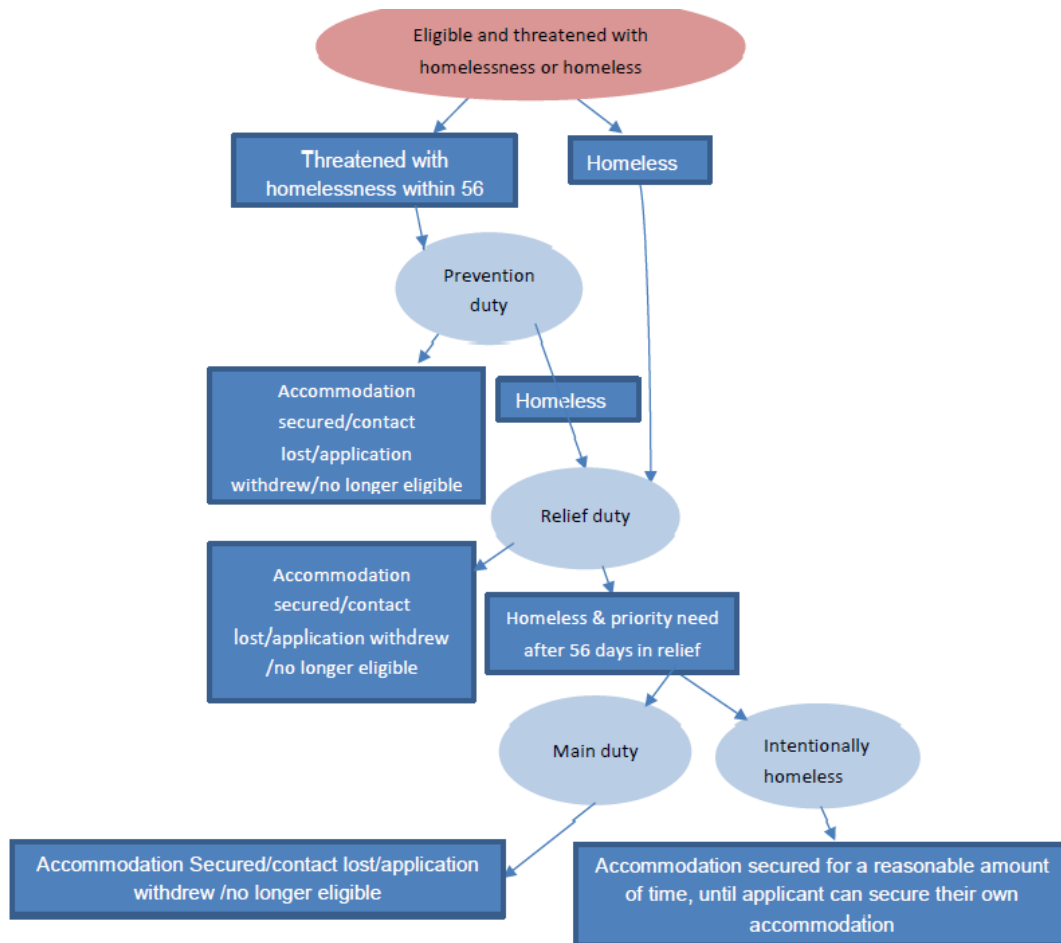 Eligible and threatened with
homelessness or homeless
Threatened with
homelessness within 56
Homeless
Prevention
duty
Accommodation
secured/contact
lost/application
withdrew/no longer eligible
Homeless
Relief duty
Accommodation
secured/contact
lost/application withdrew
/no longer eligible
Homeless & priority need
after 56 days in relief
Main duty
Intentionally
homeless
Accommodation Secured/contact lost/application
withdrew /no longer eligible
Accommodation secured for a reasonable amount
of time, until applicant can secure their own
accommodation